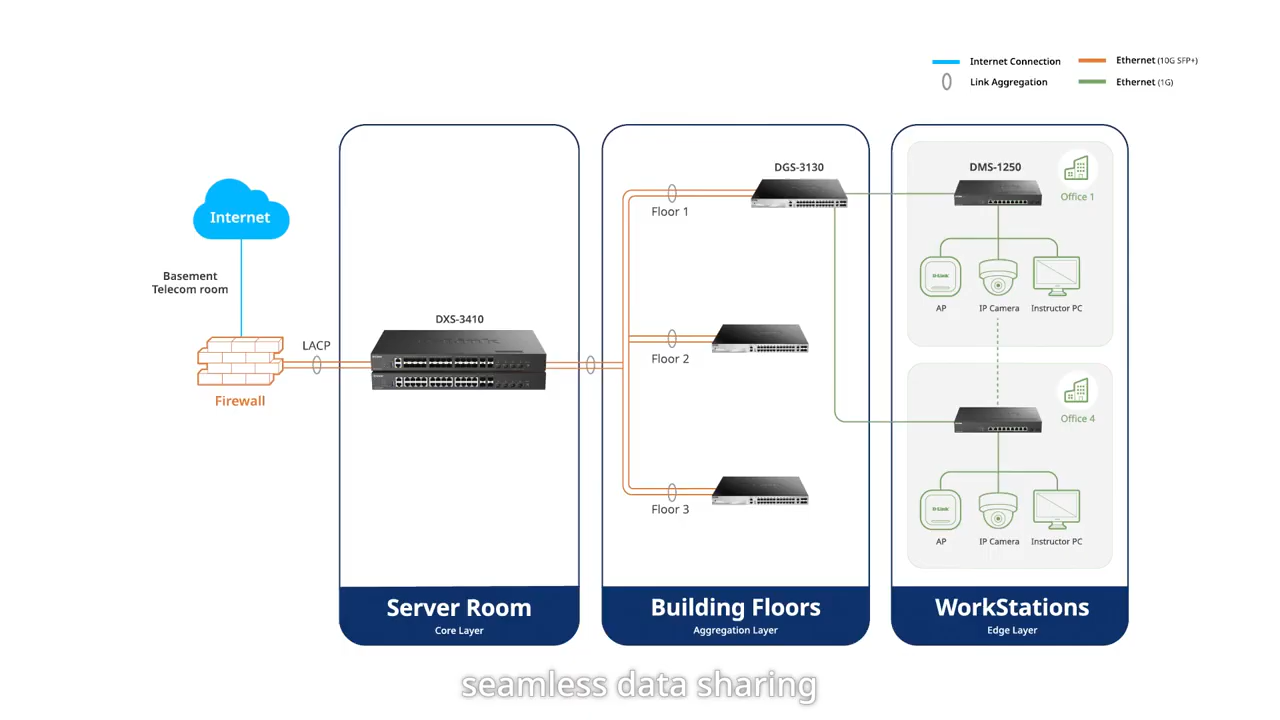 Internet Connection
Ethernet (10G SFP+)
Link Aggregation
Ethernet (1G)
Internet
Basement
Telecom room
Firewall
LACP
DXS-3410
Server Room
Core Layer
DGS-3130
Floor 1
Floor 2
Floor 3
Building Floors
Aggregation Layer
DMS-1250
Office 1
D-Link
AP
IP Camera
Instructor PC
Office 4
D-Link
AP
IP Camera
Instructor PC
WorkStations
Edge Layer
seamless data sharing